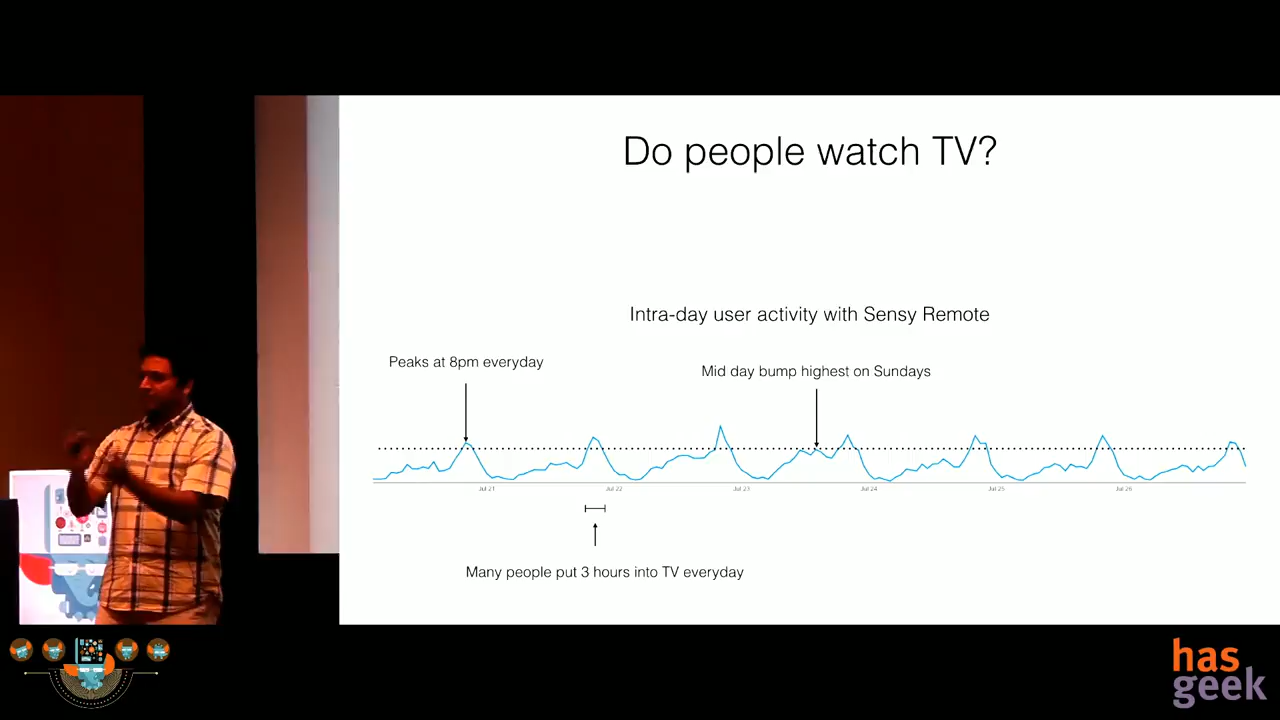 Do people watch TV?
Intra-day user activity with Sensy Remote
Peaks at 8pm everyday
Mid day bump highest on Sundays
Jul 21
Jul 22
Jul 23
Jul 24
Jul 25
Jul 26
Many people put 3 hours into TV everyday
has
geek